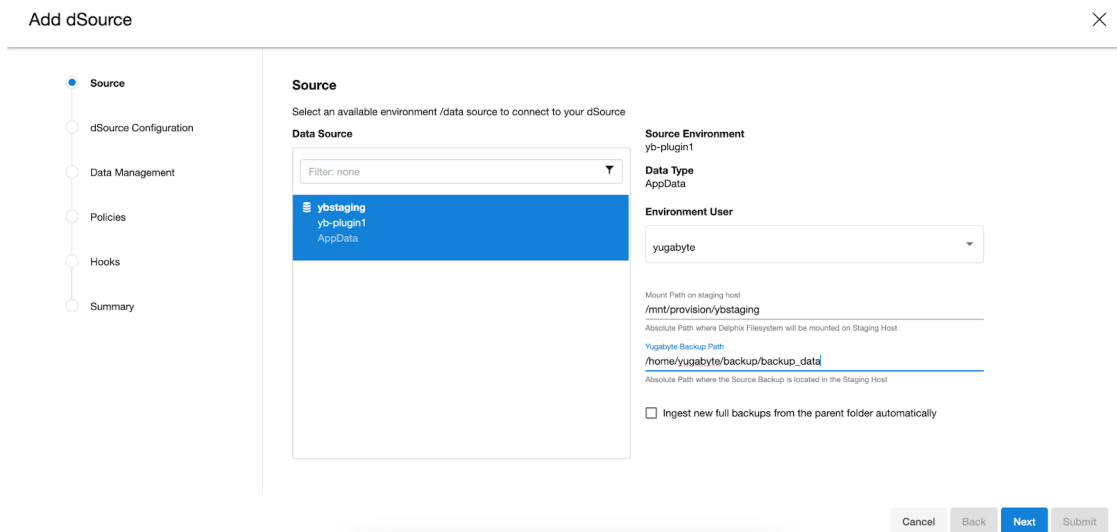 Add dSource
Source
dSource Configuration
Data Management
Policies
Hooks
Summary
Source
Select an available environment /data source to connect to your dSource
Data Source
Filter: none
ybstaging
yb-plugin1
AppData
Source Environment
yb-plugin1
Data Type
AppData
Environment User
yugabyte
Mount Path on staging host
/mnt/provision/ybstaging
Absolute Path where Delphix Filesystem will be mounted on Staging Host
Yugabyte Backup Path
/home/yugabyte/backup/backup_data
Absolute Path where the Source Backup is located in the Staging Host
Ingest new full backups from the parent folder automatically
Cancel Back Next Submit